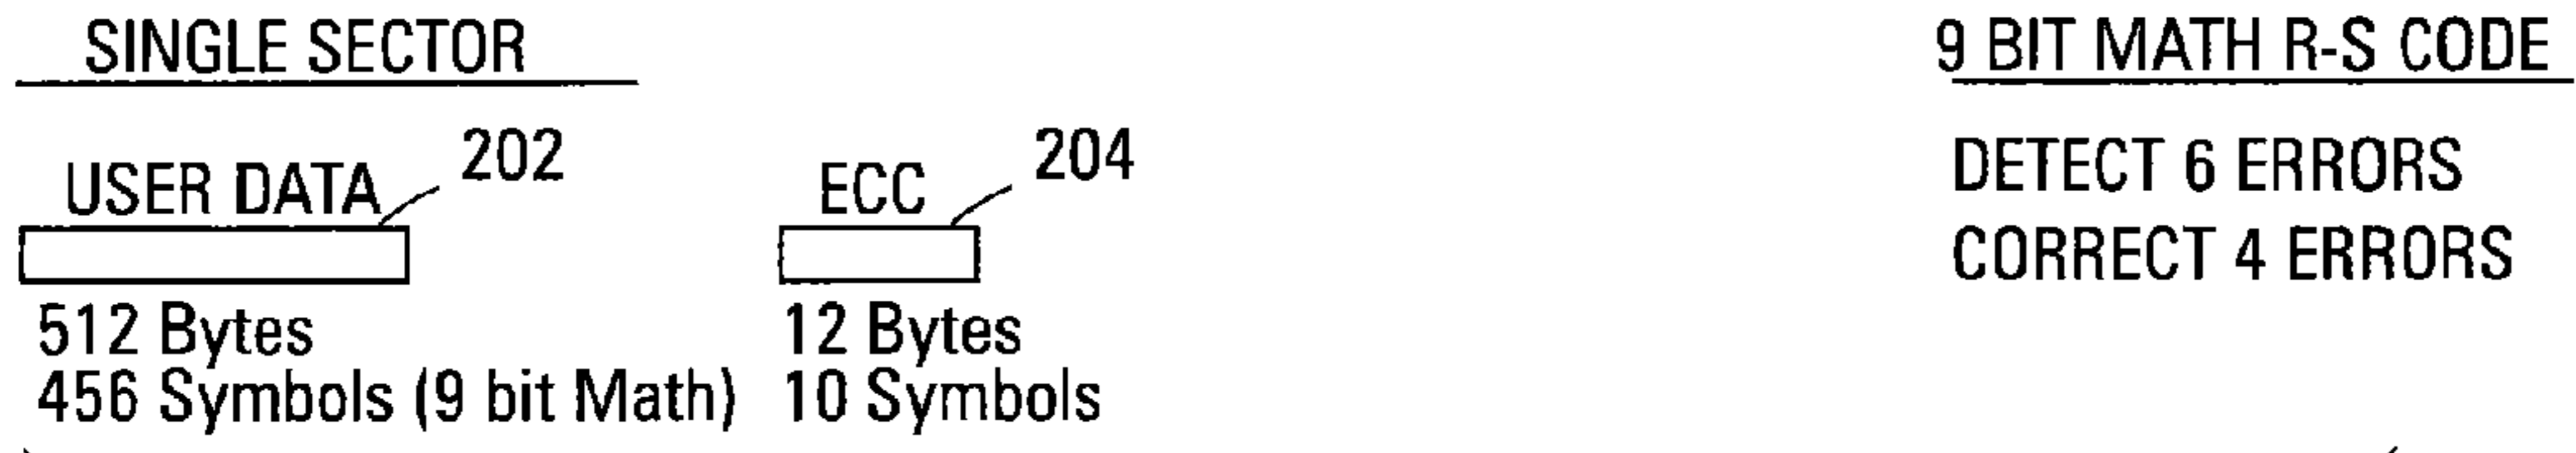 SINGLE SECTOR
9 BIT MATH R-S CODE
USER DATA 202
ECC 204
512 Bytes
456 Symbols (9 bit Math)
12 Bytes
10 Symbols
DETECT 6 ERRORS
CORRECT 4 ERRORS